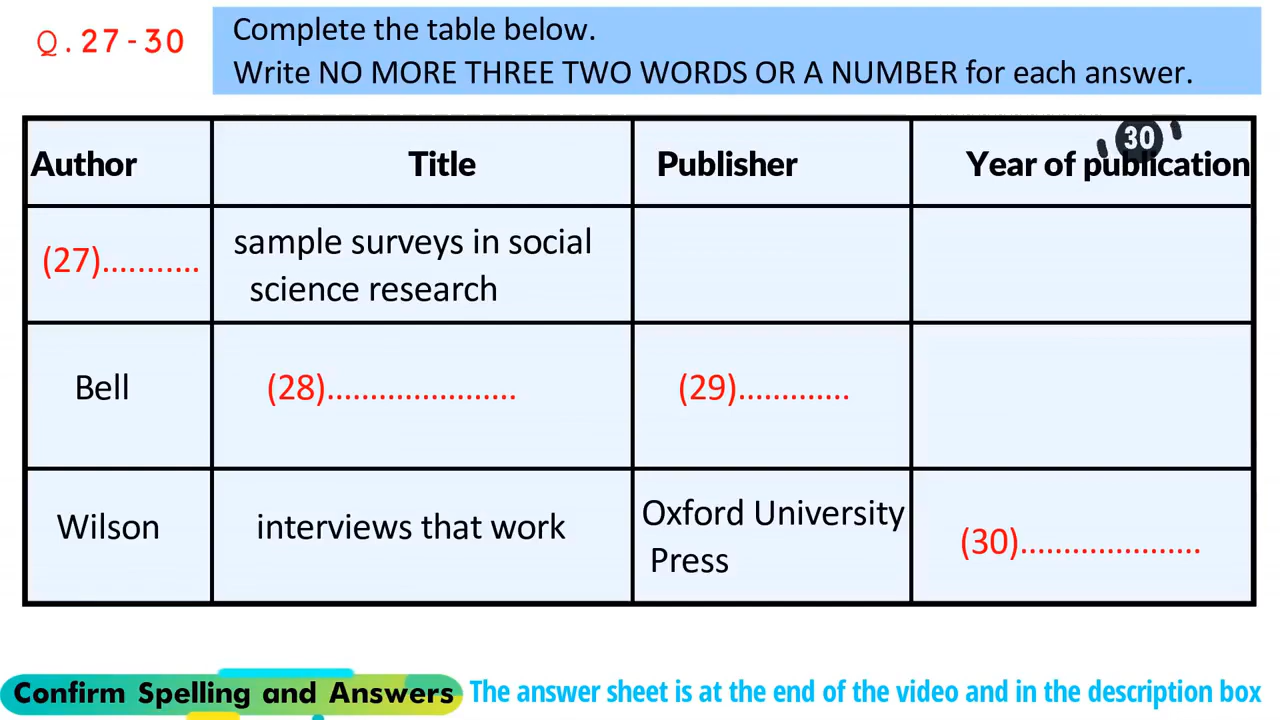 Q.27-30
Complete the table below.
Write NO MORE THREE TWO WORDS OR A NUMBER for each answer.
30
Author Title Publisher Year of publication
(27)...........
sample surveys in social
science research
Bell (28)...................... (29).............
Wilson interviews that work
Oxford University
Press
(30).....................
Confirm Spelling and Answers
The answer sheet is at the end of the video and in the description box